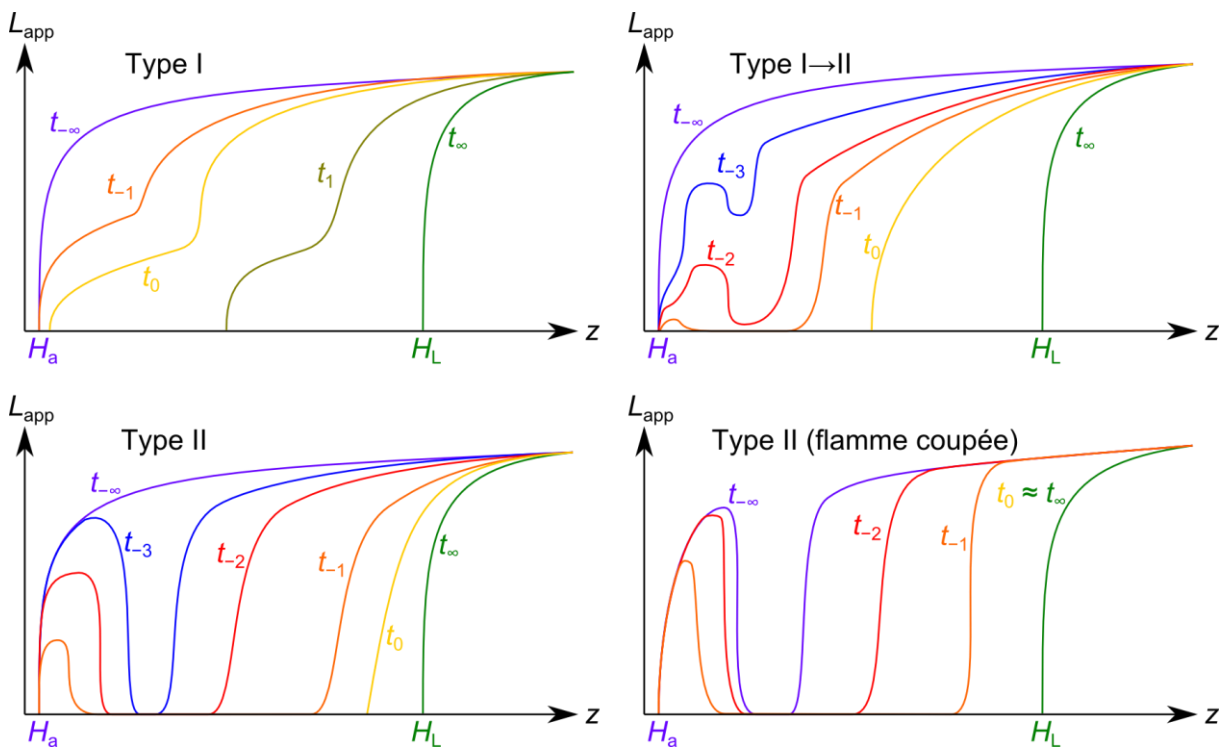 L_app
Type I
t_−∞
t_−1
t_0
t_1
t_∞
z
H_a
H_L
L_app
Type I→II
t_−∞
t_−3
t_−2
t_−1
t_0
t_∞
z
H_a
H_L
L_app
Type II
t_−∞
t_−3
t_−2
t_−1
t_0
t_∞
z
H_a
H_L
L_app
Type II (flamme coupée)
t_−∞
t_−2
t_−1
t_0 ≈ t_∞
z
H_a
H_L